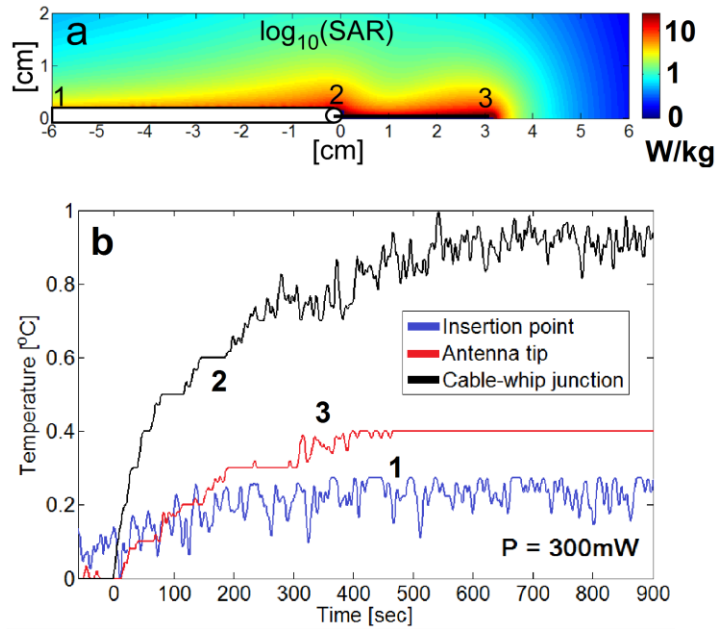 a
log10(SAR)
[cm]
2
1
0
1
2
3
-6 -5 -4 -3 -2 -1 0 1 2 3 4 5 6
[cm]
10
1
0
W/kg
b
Temperature [°C]
1
0.8
0.6
0.4
0.2
0
Insertion point
Antenna tip
Cable-whip junction
2
3
1
P = 300mW
0 100 200 300 400 500 600 700 800 900
Time [sec]